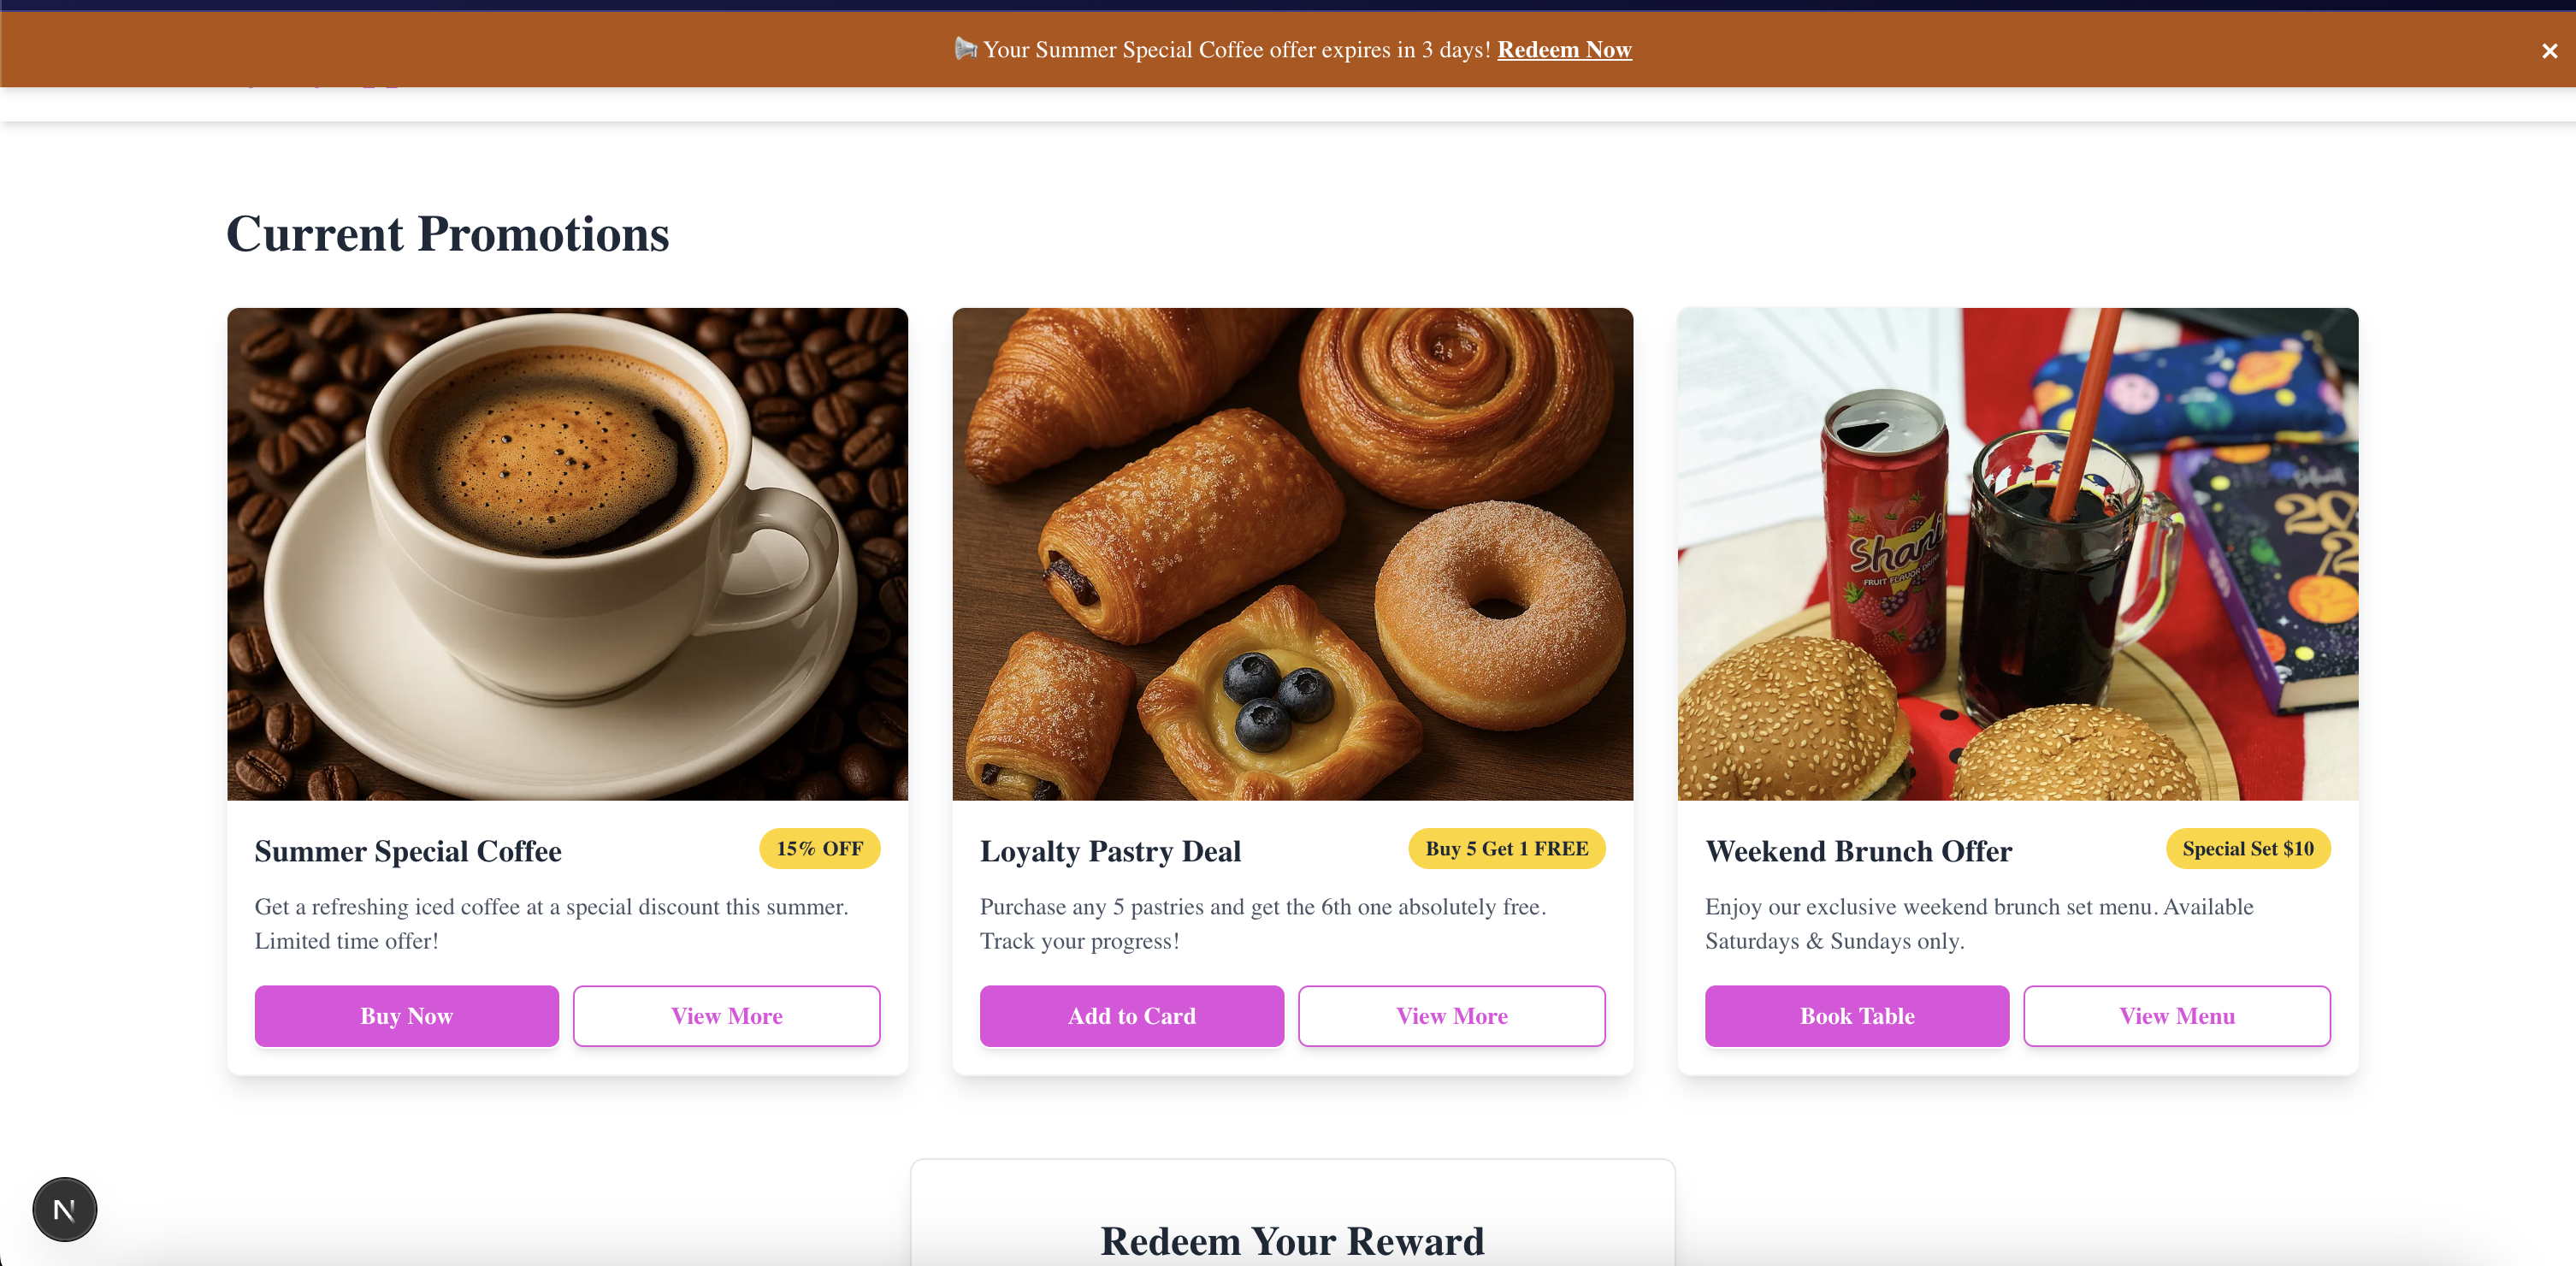 Your Summer Special Coffee offer expires in 3 days! Redeem Now
Current Promotions
Shani
FRUIT FLAVOR DRINK
Summer Special Coffee
15% OFF
Get a refreshing iced coffee at a special discount this summer.
Limited time offer!
Buy Now
View More
Loyalty Pastry Deal
Buy 5 Get 1 FREE
Purchase any 5 pastries and get the 6th one absolutely free.
Track your progress!
Add to Card
View More
Weekend Brunch Offer
Special Set $10
Enjoy our exclusive weekend brunch set menu. Available
Saturdays & Sundays only.
Book Table
View Menu
N
Redeem Your Reward